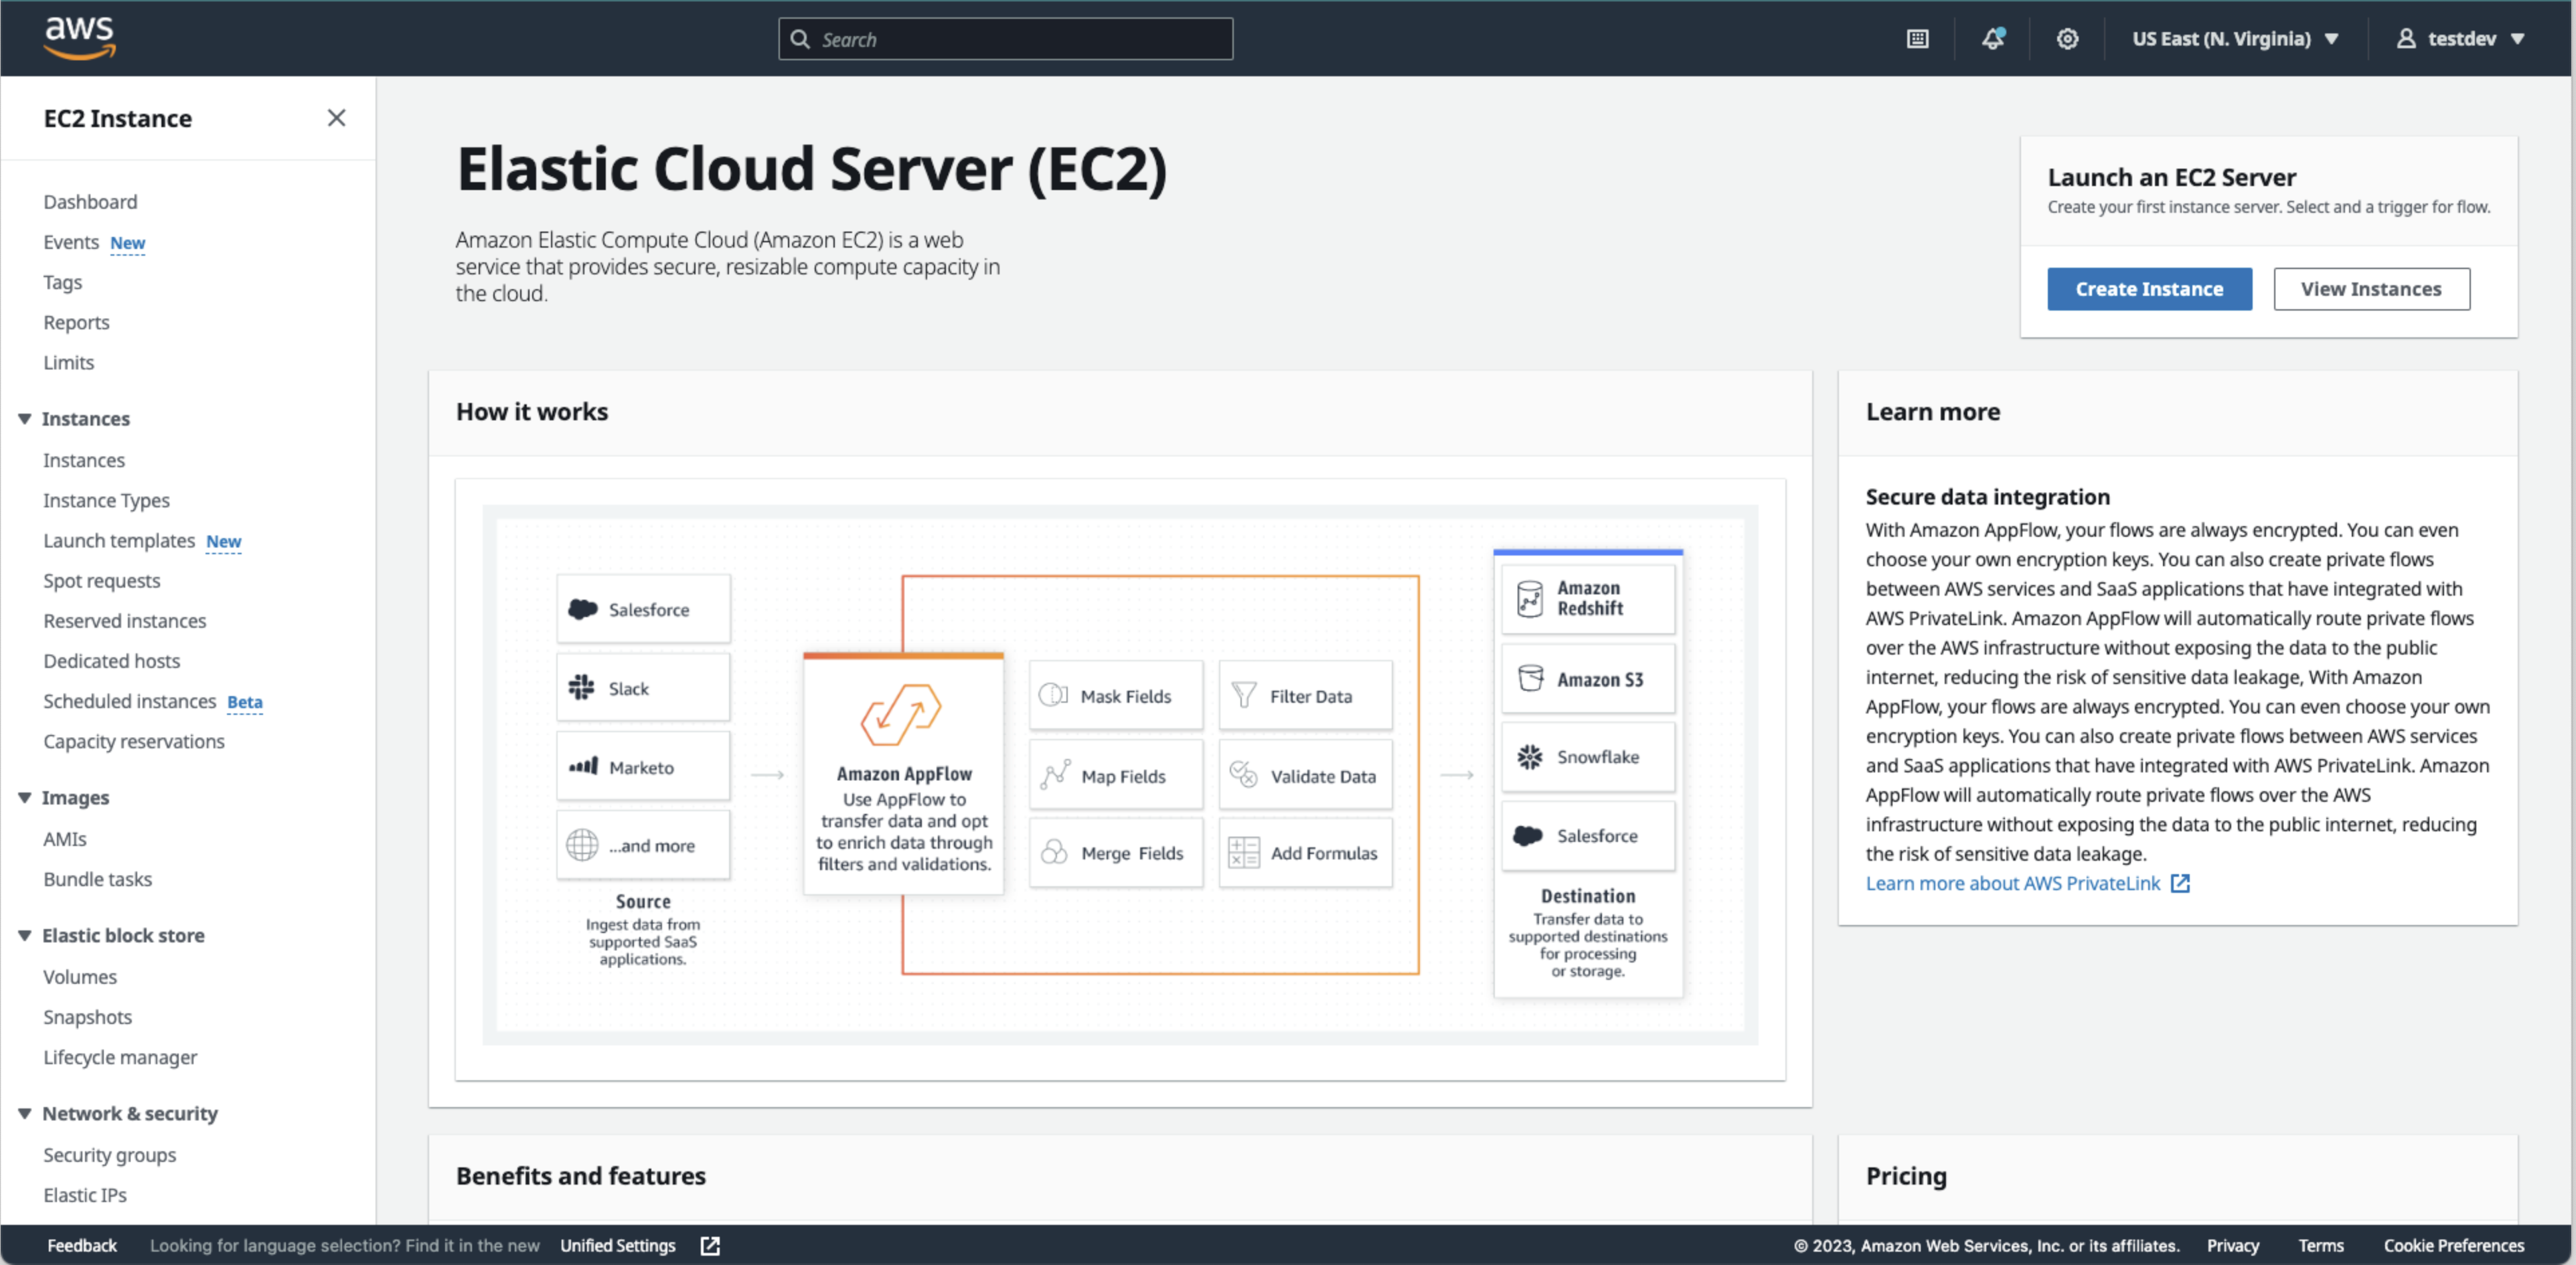 aws
Search
US East (N. Virginia)
testdev
EC2 Instance
Dashboard
Events New
Tags
Reports
Limits
Instances
Instances
Instance Types
Launch templates New
Spot requests
Reserved instances
Dedicated hosts
Scheduled instances Beta
Capacity reservations
Images
AMIs
Bundle tasks
Elastic block store
Volumes
Snapshots
Lifecycle manager
Network & security
Security groups
Elastic IPs
Elastic Cloud Server (EC2)
Amazon Elastic Compute Cloud (Amazon EC2) is a web
service that provides secure, resizable compute capacity in
the cloud.
Launch an EC2 Server
Create your first instance server. Select and a trigger for flow.
Create Instance
View Instances
How it works
Salesforce
Slack
Marketo
...and more
Source
Ingest data from
supported SaaS
applications.
Amazon AppFlow
Use AppFlow to
transfer data and opt
to enrich data through
filters and validations.
Mask Fields
Filter Data
Map Fields
Validate Data
Merge Fields
Add Formulas
Amazon
Redshift
Amazon S3
Snowflake
Salesforce
Destination
Transfer data to
supported destinations
for processing
or storage.
Learn more
Secure data integration
With Amazon AppFlow, your flows are always encrypted. You can even
choose your own encryption keys. You can also create private flows
between AWS services and SaaS applications that have integrated with
AWS PrivateLink. Amazon AppFlow will automatically route private flows
over the AWS infrastructure without exposing the data to the public
internet, reducing the risk of sensitive data leakage, With Amazon
AppFlow, your flows are always encrypted. You can even choose your own
encryption keys. You can also create private flows between AWS services
and SaaS applications that have integrated with AWS PrivateLink. Amazon
AppFlow will automatically route private flows over the AWS
infrastructure without exposing the data to the public internet, reducing
the risk of sensitive data leakage.
Learn more about AWS PrivateLink
Benefits and features
Pricing
Feedback
Looking for language selection? Find it in the new Unified Settings
© 2023, Amazon Web Services, Inc. or its affiliates.
Privacy
Terms
Cookie Preferences